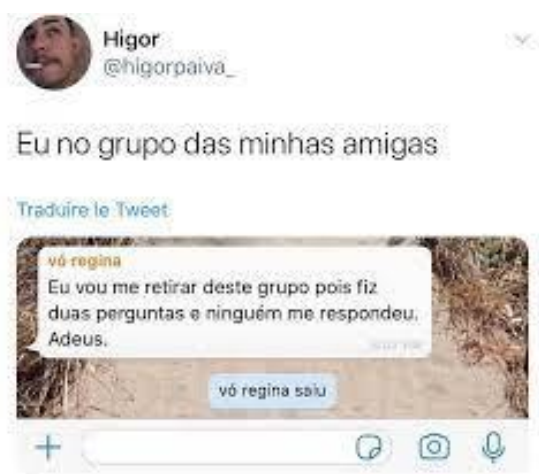 Higor
@higorpaiva_
Eu no grupo das minhas amigas
Traduire le Tweet
vó regina
Eu vou me retirar deste grupo pois fiz
duas perguntas e ninguém me respondeu.
Adeus.
vó regina saiu